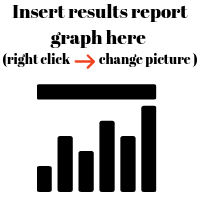 Insert results report
graph here
(right click → change picture )